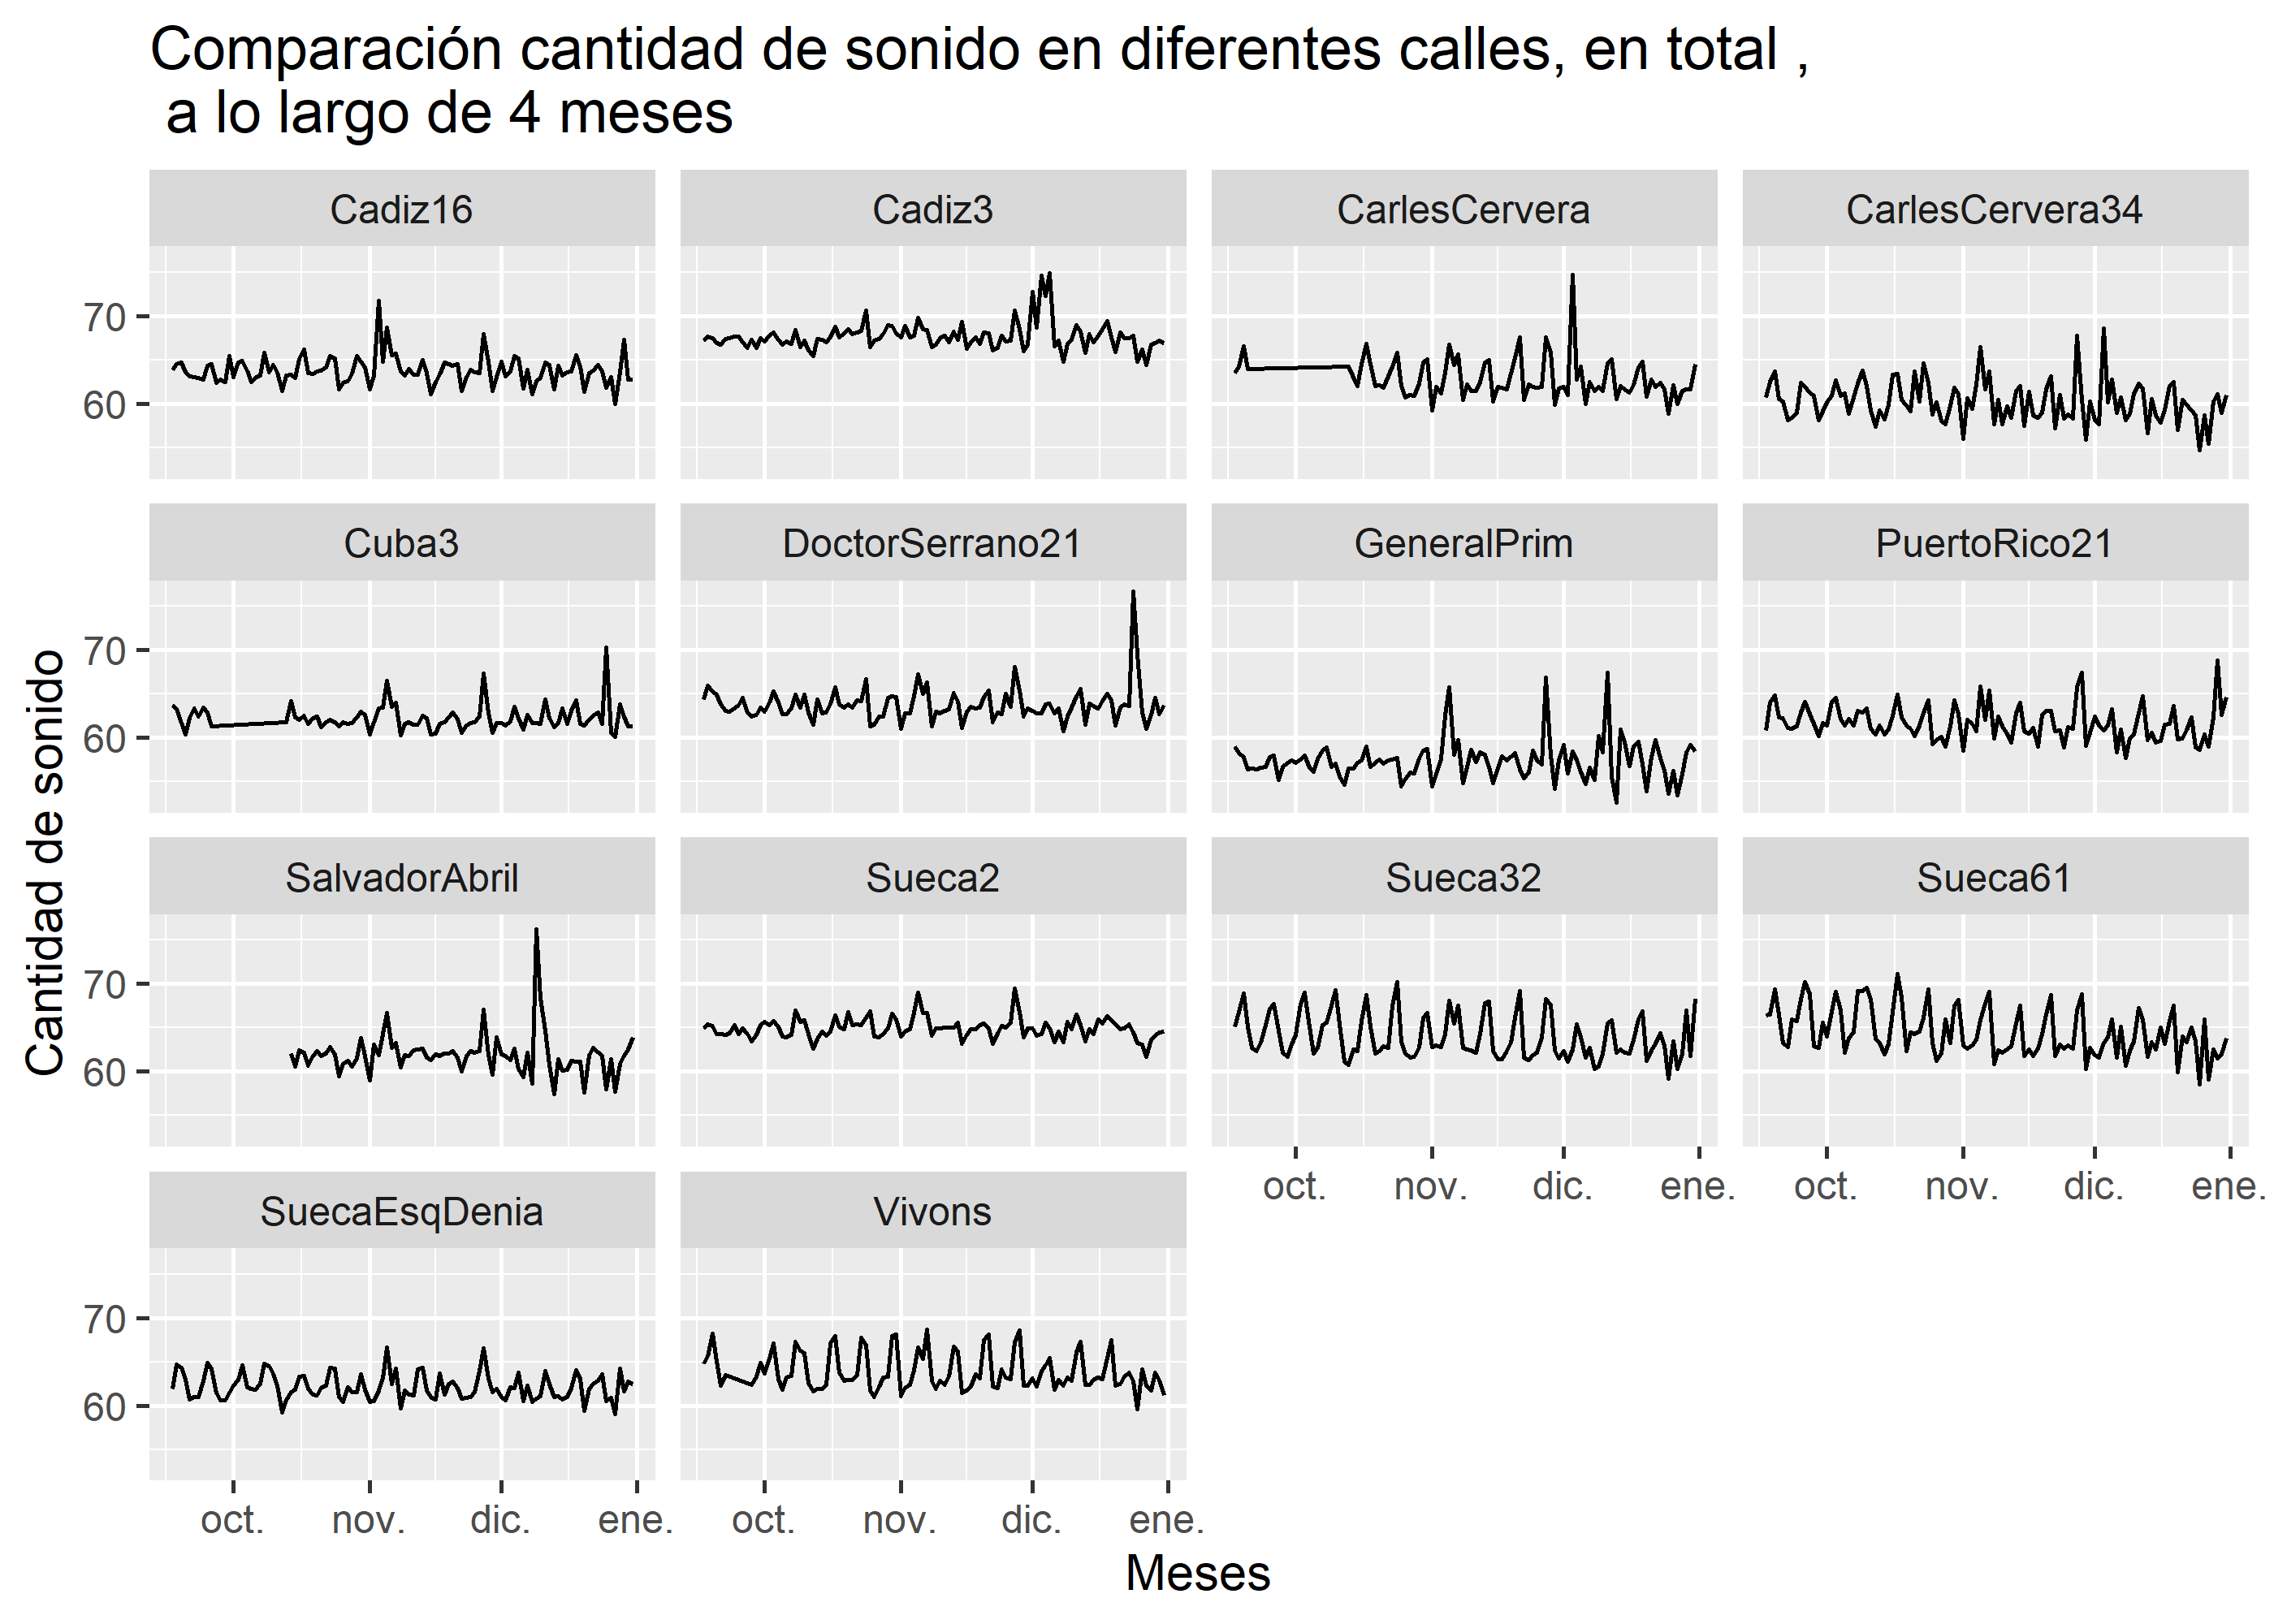 Comparación cantidad de sonido en diferentes calles, en total ,
a lo largo de 4 meses
Cadiz16
Cadiz3
CarlesCervera
CarlesCervera34
70
60
Cuba3
DoctorSerrano21
GeneralPrim
PuertoRico21
70
60
Cantidad de sonido
SalvadorAbril
Sueca2
Sueca32
Sueca61
70
60
oct. nov. dic. ene.
oct. nov. dic. ene.
SuecaEsqDenia
Vivons
70
60
oct. nov. dic. ene.
oct. nov. dic. ene.
Meses